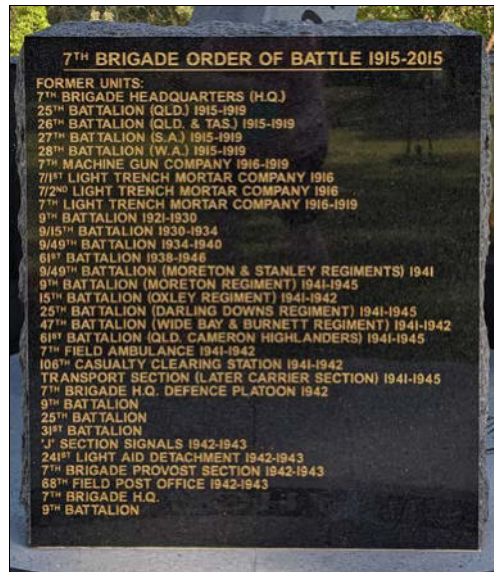 7TH BRIGADE ORDER OF BATTLE 1915-2015
FORMER UNITS:
7TH BRIGADE HEADQUARTERS (H.Q.)
25TH BATTALION (QLD.) 1915-1919
26TH BATTALION (QLD. & TAS.) 1915-1919
27TH BATTALION (S.A.) 1915-1919
28TH BATTALION (W.A.) 1915-1919
7TH MACHINE GUN COMPANY 1916-1919
7/1ST LIGHT TRENCH MORTAR COMPANY 1916
7/2ND LIGHT TRENCH MORTAR COMPANY 1916
7TH LIGHT TRENCH MORTAR COMPANY 1916-1919
9TH BATTALION 1921-1930
9/15TH BATTALION 1930-1934
9/49TH BATTALION 1934-1940
61ST BATTALION 1938-1946
9/49TH BATTALION (MORETON & STANLEY REGIMENTS) 1941
9TH BATTALION (MORETON REGIMENT) 1941-1945
15TH BATTALION (OXLEY REGIMENT) 1941-1942
25TH BATTALION (DARLING DOWNS REGIMENT) 1941-1945
47TH BATTALION (WIDE BAY & BURNETT REGIMENT) 1941-1942
61ST BATTALION (QLD. CAMERON HIGHLANDERS) 1941-1945
7TH FIELD AMBULANCE 1941-1942
106TH CASUALTY CLEARING STATION 1941-1942
TRANSPORT SECTION (LATER CARRIER SECTION) 1941-1945
7TH BRIGADE H.Q. DEFENCE PLATOON 1942
9TH BATTALION
25TH BATTALION
31ST BATTALION
'J' SECTION SIGNALS 1942-1943
241ST LIGHT AID DETACHMENT 1942-1943
7TH BRIGADE PROVOST SECTION 1942-1943
68TH FIELD POST OFFICE 1942-1943
7TH BRIGADE H.Q.
9TH BATTALION